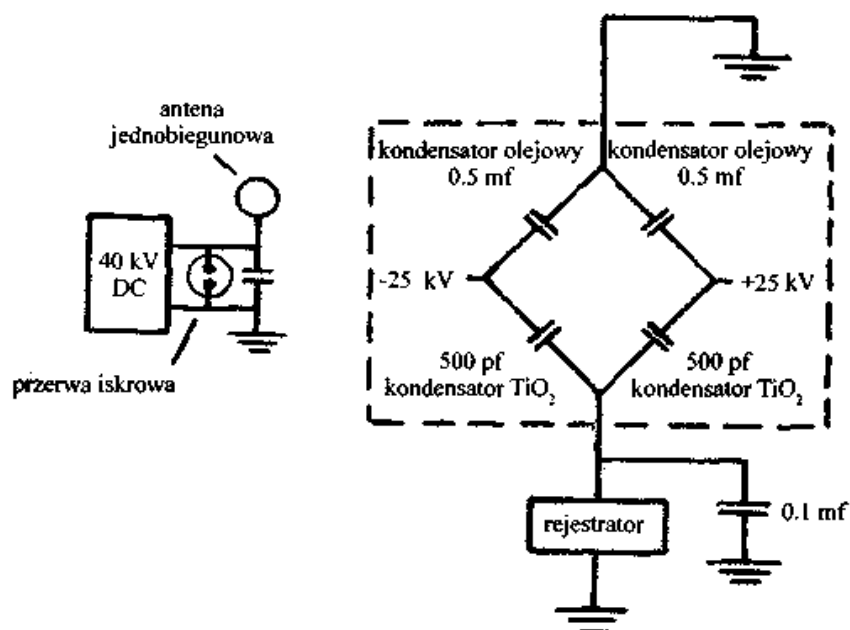 antena
jednobiegunowa
40 kV
DC
przerwa iskrowa
kondensator olejowy
0.5 mf
kondensator olejowy
0.5 mf
-25 kV
+25 kV
500 pf
kondensator TiO₂
500 pf
kondensator TiO₂
rejestrator
0.1 mf